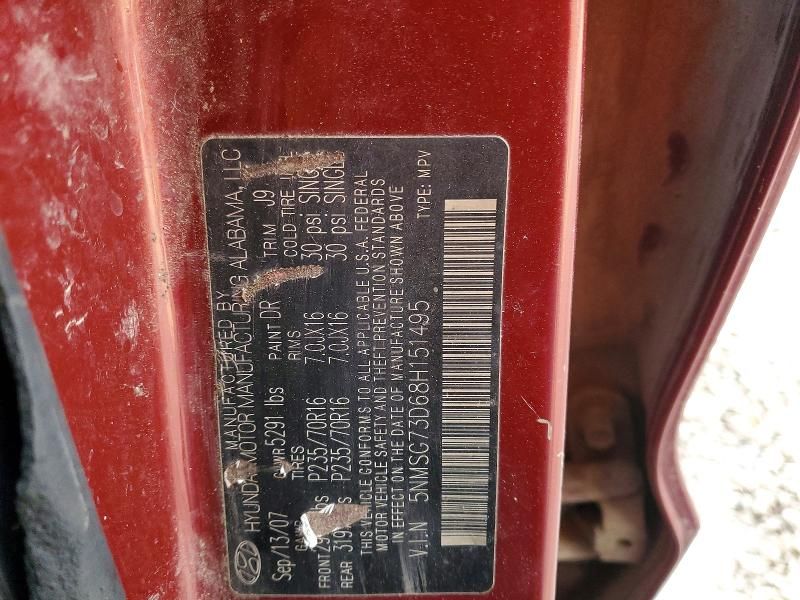 MANUFACTURED BY
HYUNDAI MOTOR MANUFACTURING ALABAMA, LLC
Sep/13/07 GVWR 5291 lbs PAINT DR TRIM J9
TIRES RIMS COLD TIRE
FRONT P235/70R16 7.0JX16 30 psi. SINGLE
REAR P235/70R16 7.0JX16 30 psi. SINGLE
THIS VEHICLE CONFORMS TO ALL APPLICABLE U.S.A. FEDERAL
MOTOR VEHICLE SAFETY AND THEFT PREVENTION STANDARDS
IN EFFECT ON THE DATE OF MANUFACTURE SHOWN ABOVE
V.I.N 5NMSG73D68H151495 TYPE: MPV